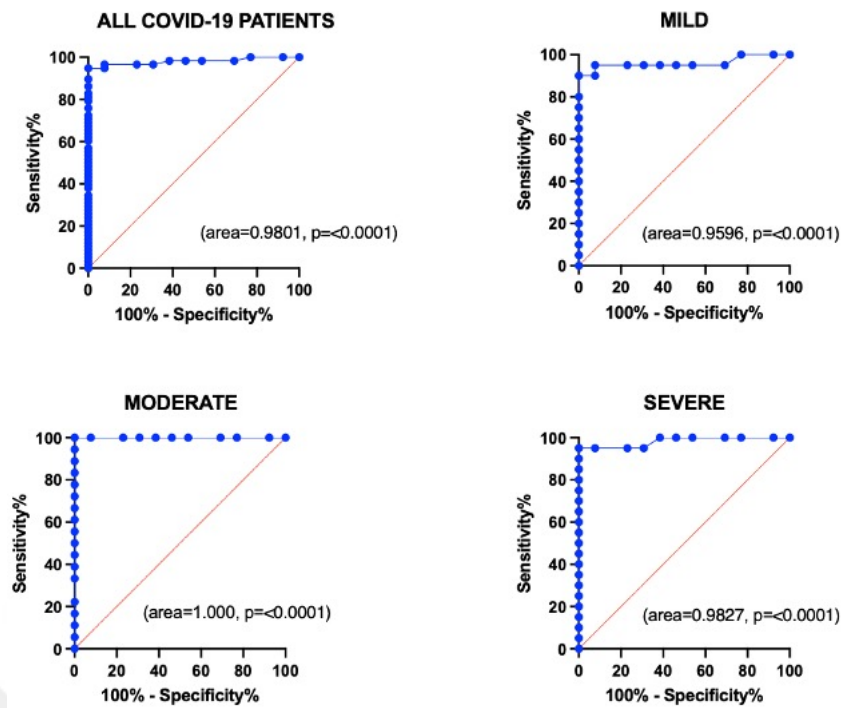 ALL COVID-19 PATIENTS
100
80
60
40
20
0
Sensitivity%
(area=0.9801, p=<0.0001)
0 20 40 60 80 100
100% - Specificity%
MILD
100
80
60
40
20
0
Sensitivity%
(area=0.9596, p=<0.0001)
0 20 40 60 80 100
100% - Specificity%
MODERATE
100
80
60
40
20
0
Sensitivity%
(area=1.000, p=<0.0001)
0 20 40 60 80 100
100% - Specificity%
SEVERE
100
80
60
40
20
0
Sensitivity%
(area=0.9827, p=<0.0001)
0 20 40 60 80 100
100% - Specificity%